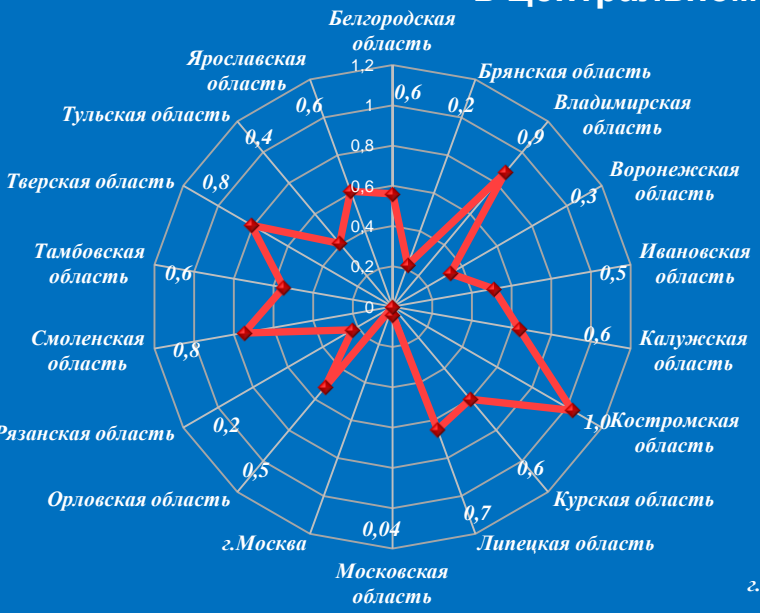 Белгородская
область
Ярославская
область
Брянская область
Тульская область
Владимирская
область
Тверская область
Воронежская
область
Тамбовская
область
Ивановская
область
Смоленская
область
Калужская
область
Рязанская область
Костромская
область
Орловская область
Курская область
г.Москва
Липецкая область
Московская
область
1,2
1
0,8
0,6
0,4
0,2
0
0,6
0,2
0,9
0,3
0,5
0,6
1,0
0,6
0,7
0,04
0,5
0,2
0,8
0,6
0,8
0,4
0,6
г.